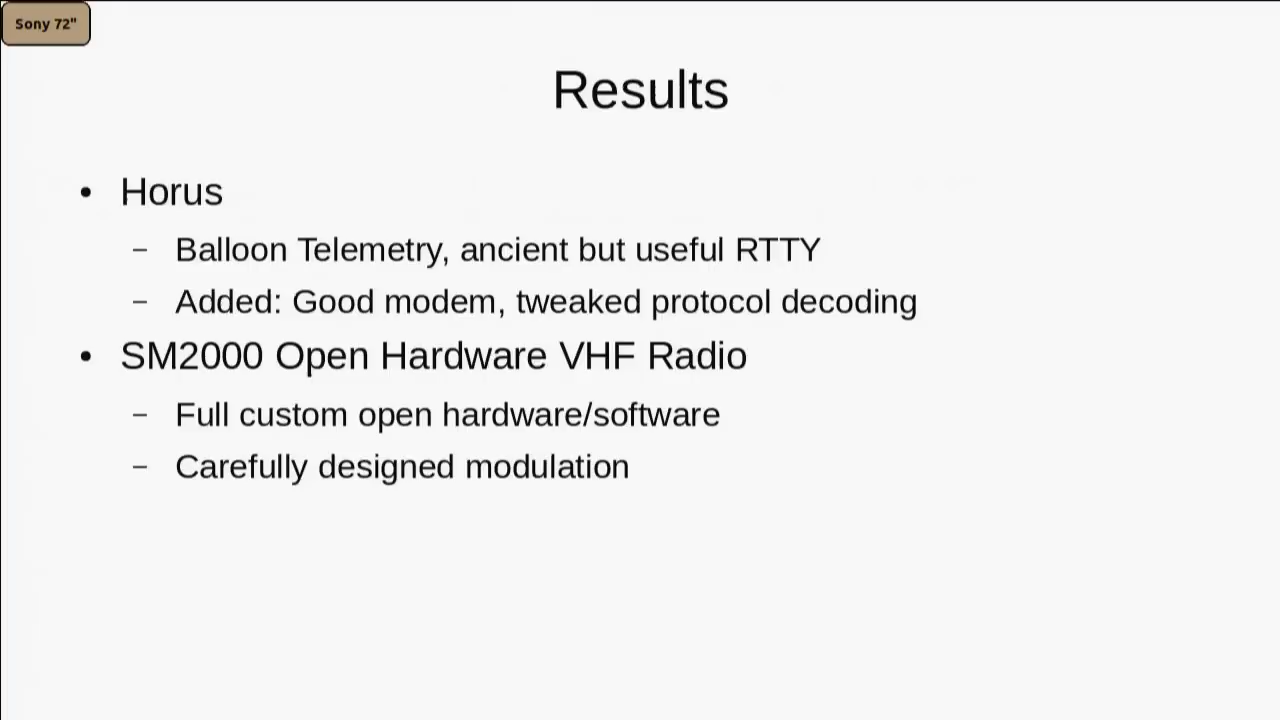 Sony 72"
Results
• Horus
– Balloon Telemetry, ancient but useful RTTY
– Added: Good modem, tweaked protocol decoding
• SM2000 Open Hardware VHF Radio
– Full custom open hardware/software
– Carefully designed modulation